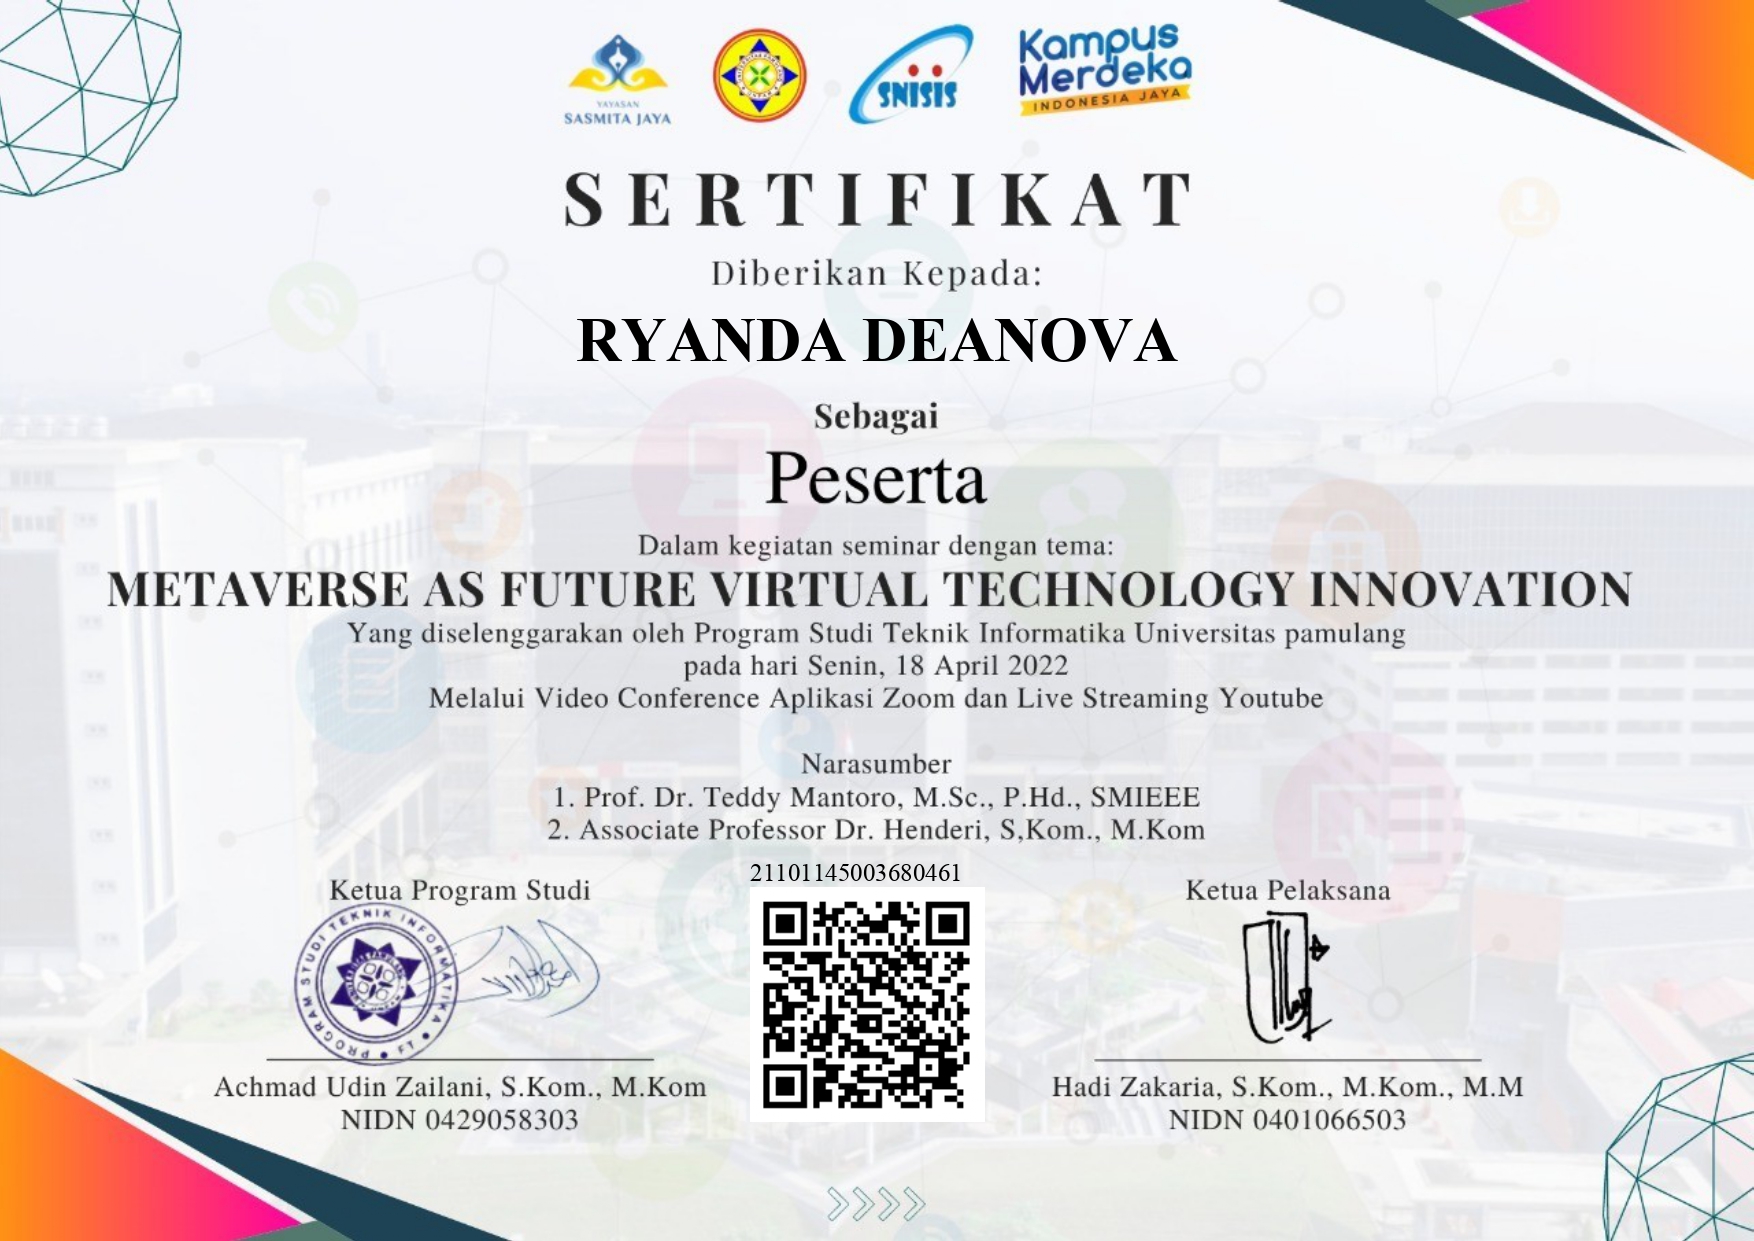 YAYASAN
SASMITA JAYA
SNISIS
Kampus
Merdeka
INDONESIA JAYA
SERTIFIKAT
Diberikan Kepada:
RYANDA DEANOVA
Sebagai
Peserta
Dalam kegiatan seminar dengan tema:
METAVERSE AS FUTURE VIRTUAL TECHNOLOGY INNOVATION
Yang diselenggarakan oleh Program Studi Teknik Informatika Universitas pamulang
pada hari Senin, 18 April 2022
Melalui Video Conference Aplikasi Zoom dan Live Streaming Youtube
Narasumber
1. Prof. Dr. Teddy Mantoro, M.Sc., P.Hd., SMIEEE
2. Associate Professor Dr. Henderi, S,Kom., M.Kom
21101145003680461
Ketua Program Studi
PROGRAM STUDI TEKNIK INFORMATIKA • FT •
Achmad Udin Zailani, S.Kom., M.Kom
NIDN 0429058303
Ketua Pelaksana
Hadi Zakaria, S.Kom., M.Kom., M.M
NIDN 0401066503